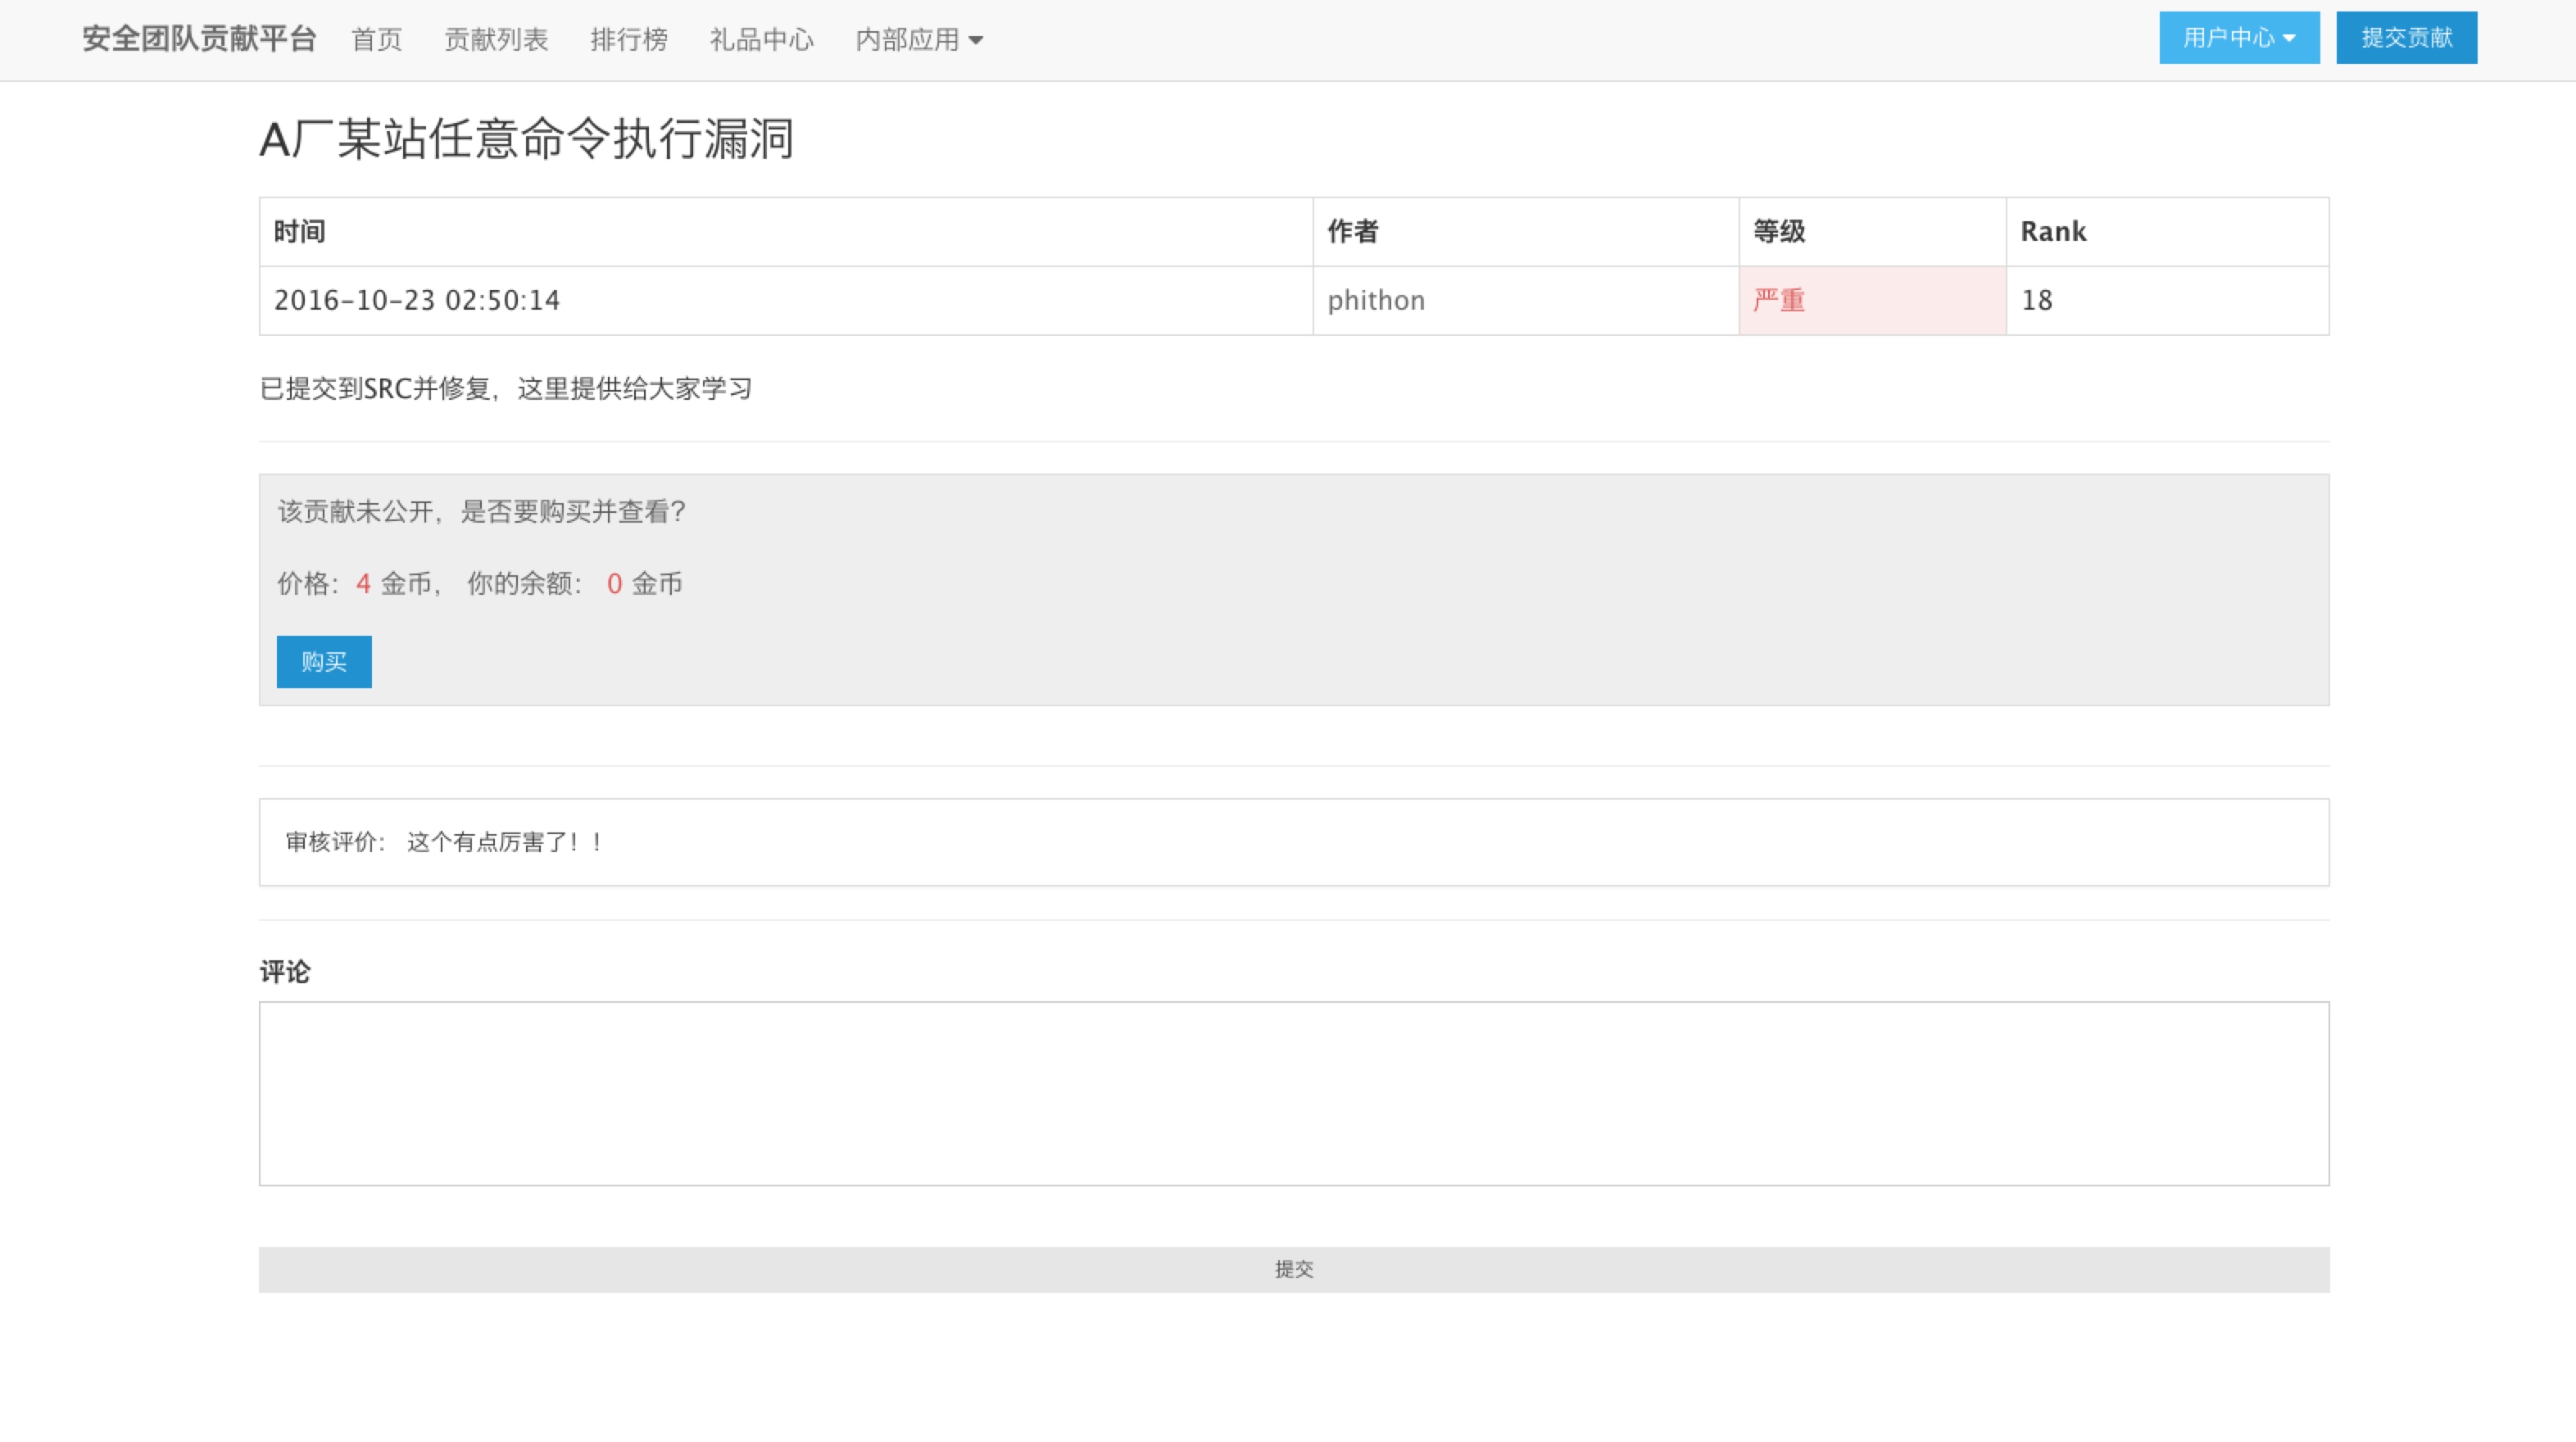 安全团队贡献平台 首页 贡献列表 排行榜 礼品中心 内部应用 用户中心 提交贡献
A厂某站任意命令执行漏洞
时间 作者 等级 Rank
2016-10-23 02:50:14 phithon 严重 18
已提交到SRC并修复，这里提供给大家学习
该贡献未公开，是否要购买并查看？
价格：4 金币， 你的余额： 0 金币
购买
审核评价： 这个有点厉害了！！
评论
提交